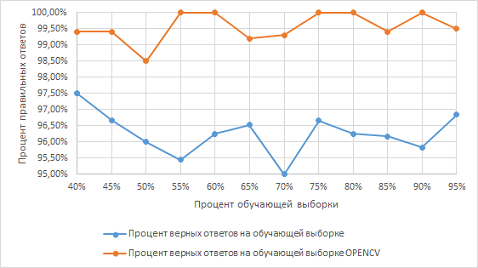 100,00%
99,50%
99,00%
98,50%
98,00%
97,50%
97,00%
96,50%
96,00%
95,50%
95,00%
Процент правильных ответов
40% 45% 50% 55% 60% 65% 70% 75% 80% 85% 90% 95%
Процент обучающей выборки
Процент верных ответов на обучающей выборке
Процент верных ответов на обучающей выборке OPENCV